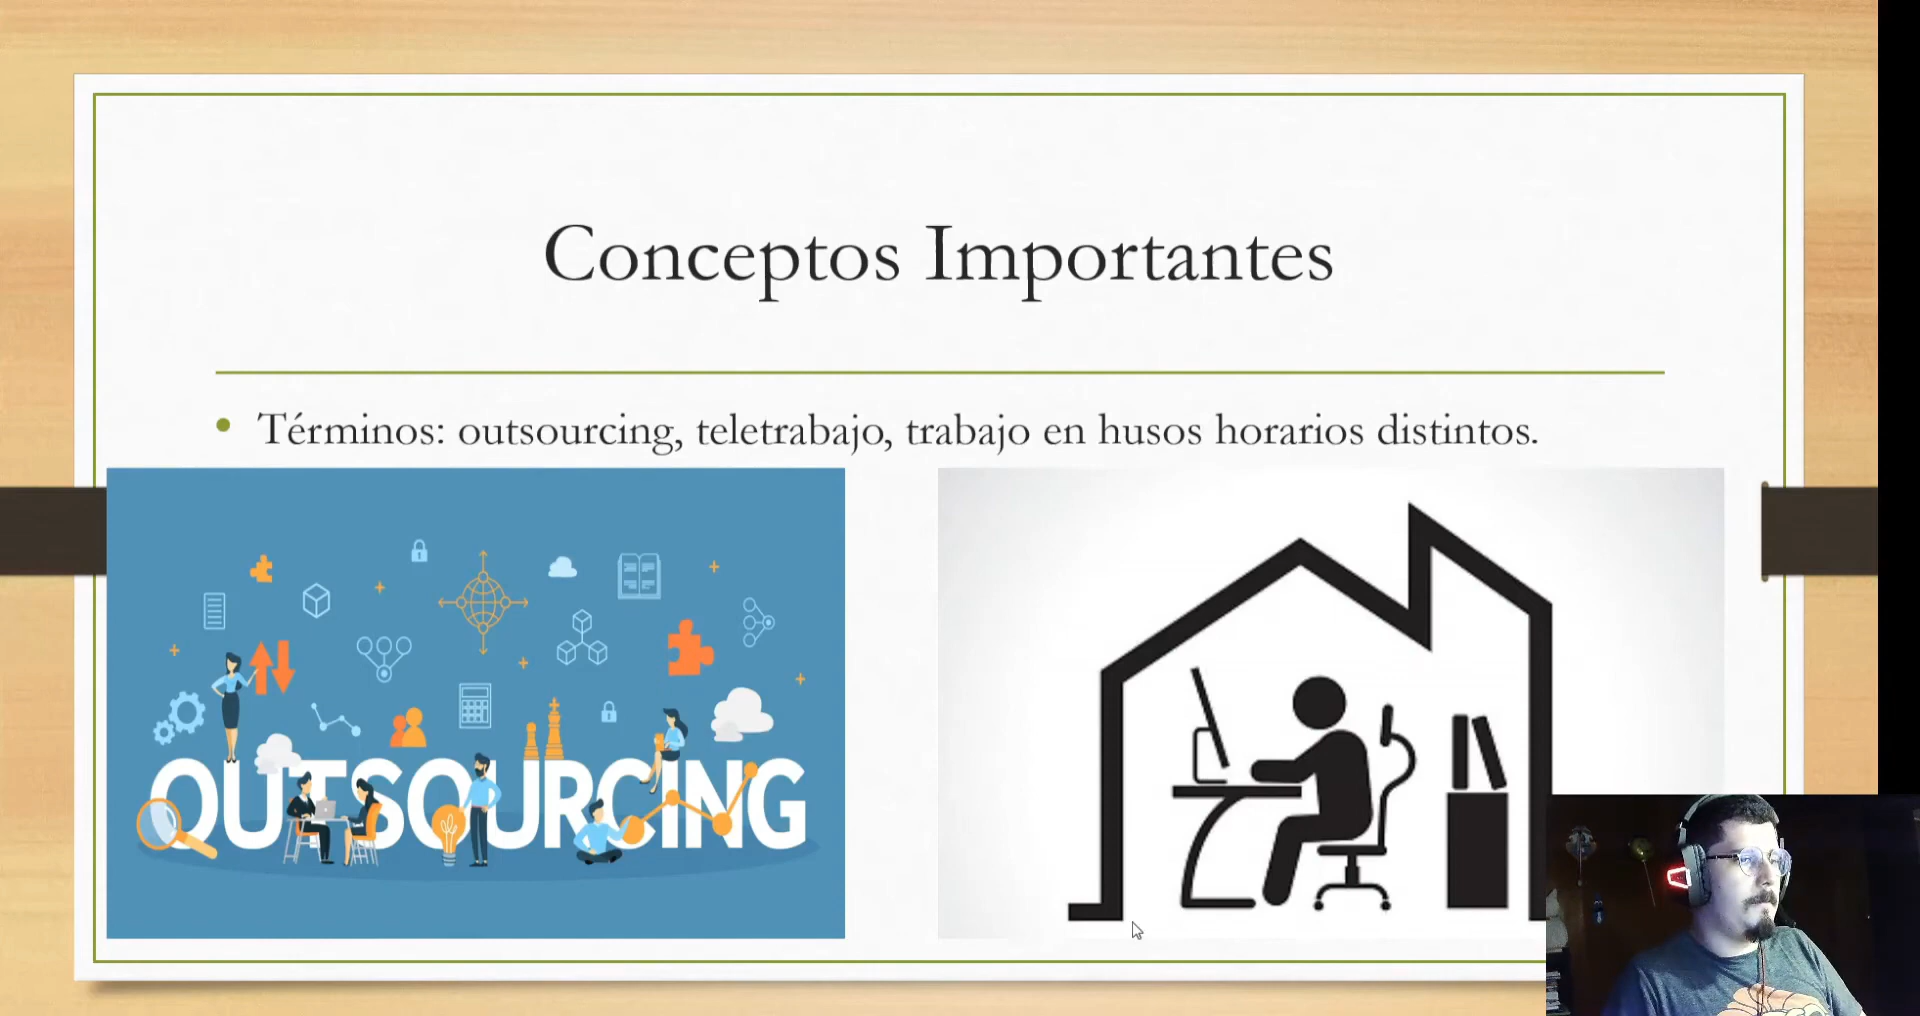 Conceptos Importantes
Términos: outsourcing, teletrabajo, trabajo en husos horarios distintos.
OUTSOURCING